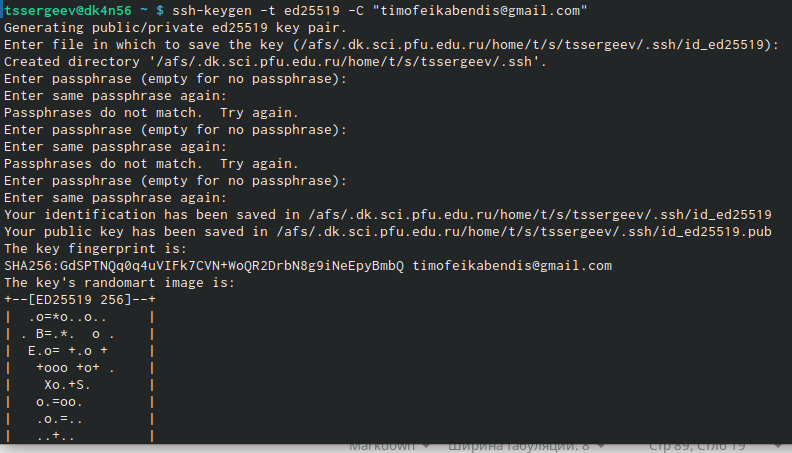 tssergeev@dk4n56 ~ $ ssh-keygen -t ed25519 -C "timofeikabendis@gmail.com"
Generating public/private ed25519 key pair.
Enter file in which to save the key (/afs/.dk.sci.pfu.edu.ru/home/t/s/tssergeev/.ssh/id_ed25519):
Created directory '/afs/.dk.sci.pfu.edu.ru/home/t/s/tssergeev/.ssh'.
Enter passphrase (empty for no passphrase):
Enter same passphrase again:
Passphrases do not match.  Try again.
Enter passphrase (empty for no passphrase):
Enter same passphrase again:
Passphrases do not match.  Try again.
Enter passphrase (empty for no passphrase):
Enter same passphrase again:
Your identification has been saved in /afs/.dk.sci.pfu.edu.ru/home/t/s/tssergeev/.ssh/id_ed25519
Your public key has been saved in /afs/.dk.sci.pfu.edu.ru/home/t/s/tssergeev/.ssh/id_ed25519.pub
The key fingerprint is:
SHA256:GdSPTNQq0q4uVIFk7CVN+WoQR2DrbN8g9iNeEpyBmbQ timofeikabendis@gmail.com
The key's randomart image is:
+--[ED25519 256]--+
|  .o=*o..o..     |
| . B=.*.  o .    |
|  E.o= +.o +     |
|   +ooo +o+ .    |
|    Xo.+S.       |
|   o.=oo.        |
|   .o.=..        |
|   ..+..         |
Markdown Ширина табуляции: 8 Стр 89, Стлб 19